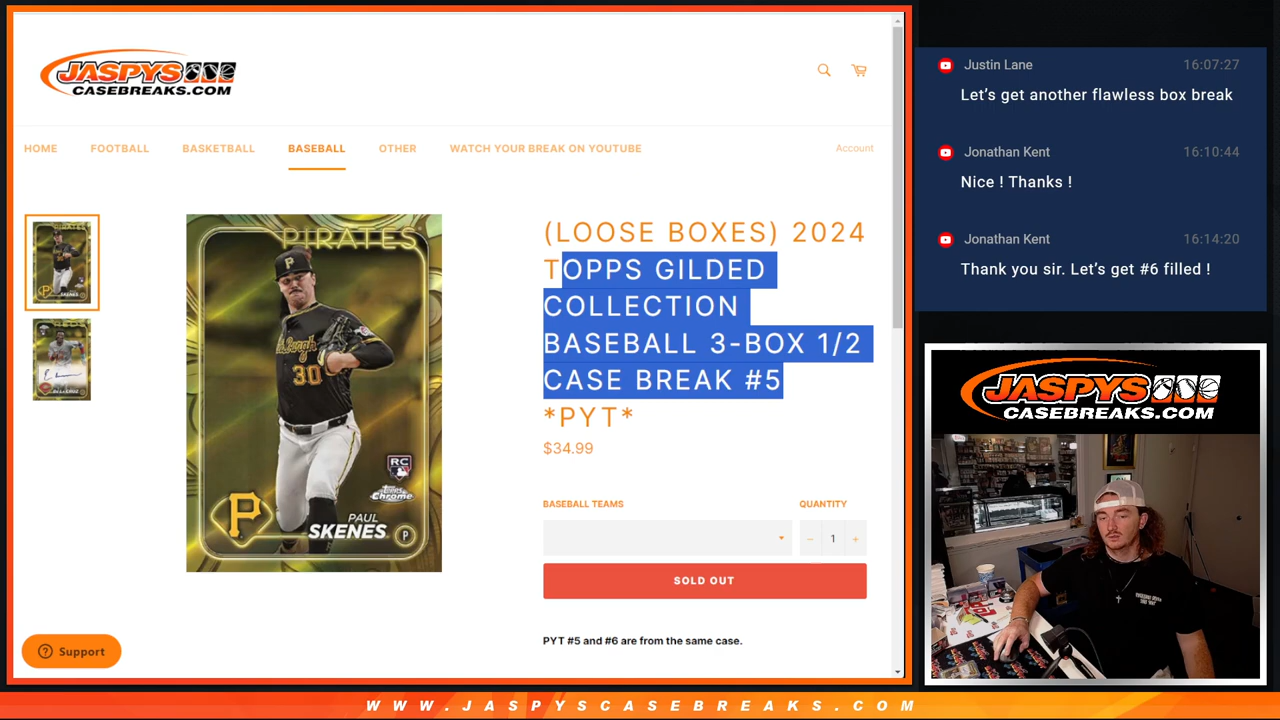 JASPYS
CASEBREAKS.COM
HOME
FOOTBALL
BASKETBALL
BASEBALL
OTHER
WATCH YOUR BREAK ON YOUTUBE
Account
PIRATES
P
Pittsburgh
30
RC
Topps
Chrome
P
PAUL
SKENES
P
(LOOSE BOXES) 2024
TOPPS GILDED
COLLECTION
BASEBALL 3-BOX 1/2
CASE BREAK #5
*PYT*
$34.99
BASEBALL TEAMS
QUANTITY
− 1 +
SOLD OUT
PYT #5 and #6 are from the same case.
Support
Justin Lane 16:07:27
Let’s get another flawless box break
Jonathan Kent 16:10:44
Nice ! Thanks !
Jonathan Kent 16:14:20
Thank you sir. Let’s get #6 filled !
JASPYS
CASEBREAKS.COM
WWW.JASPYSCASEBREAKS.COM